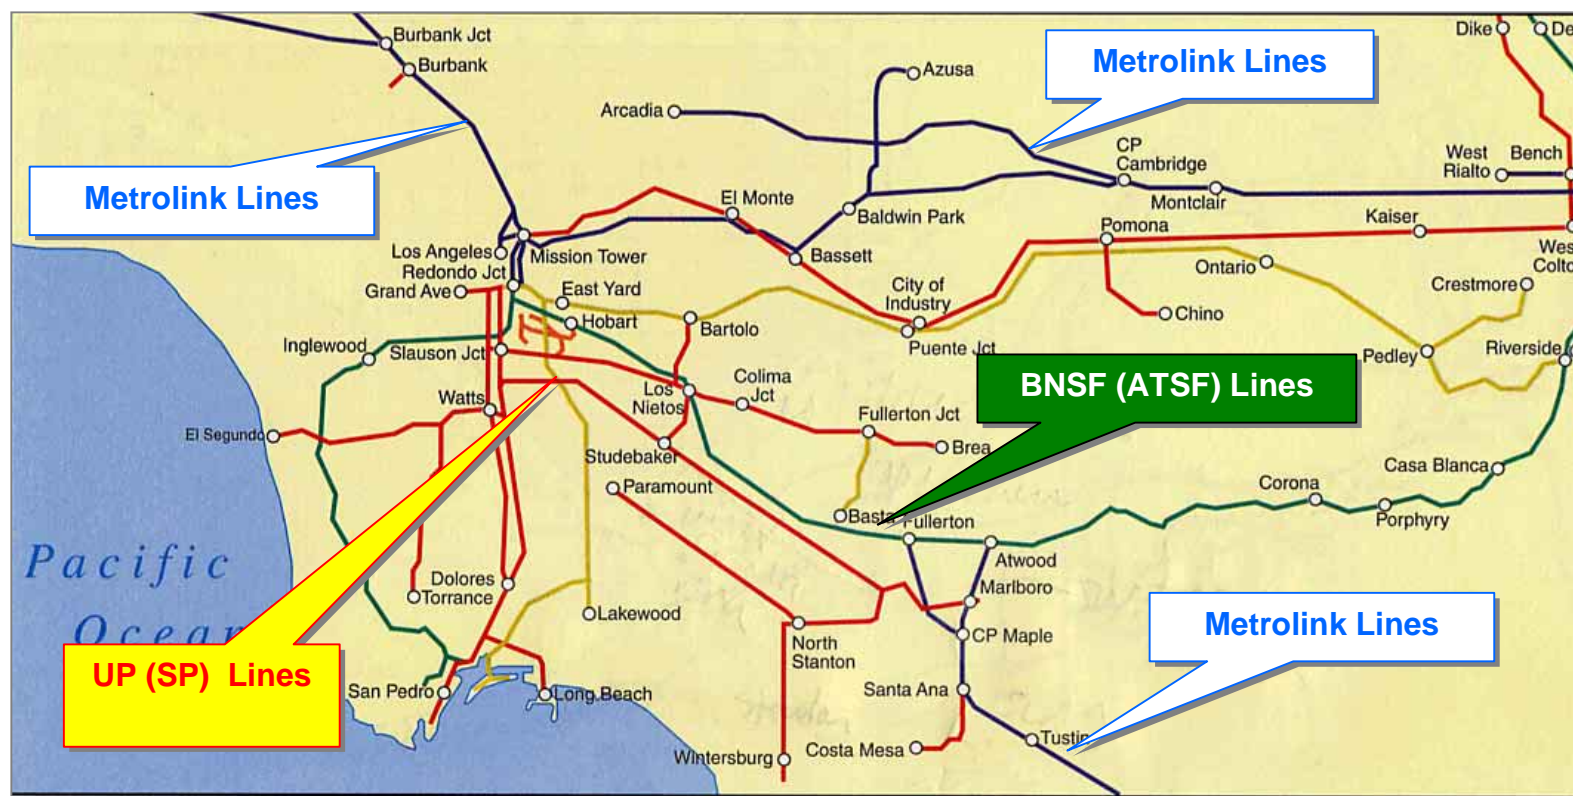 Burbank Jct
Burbank
Azusa
Arcadia
Metrolink Lines
Dike
De
Metrolink Lines
CP
Cambridge
Montclair
West
Rialto
Bench
El Monte
Baldwin Park
Bassett
Pomona
Kaiser
West
Colto
Los Angeles
Mission Tower
Redondo Jct
Grand Ave
East Yard
Hobart
Bartolo
City of
Industry
Puente Jct
Chino
Ontario
Crestmore
Pedley
Riverside
Inglewood
Slauson Jct
Watts
El Segundo
Los
Nietos
Colima
Jct
Fullerton Jct
Brea
BNSF (ATSF) Lines
Studebaker
Paramount
Basta
Fullerton
Atwood
Corona
Casa Blanca
Porphyry
Pacific
Ocean
Dolores
Torrance
Lakewood
Marlboro
CP Maple
North
Stanton
Metrolink Lines
UP (SP) Lines
San Pedro
Long Beach
Santa Ana
Wintersburg
Costa Mesa
Tustin